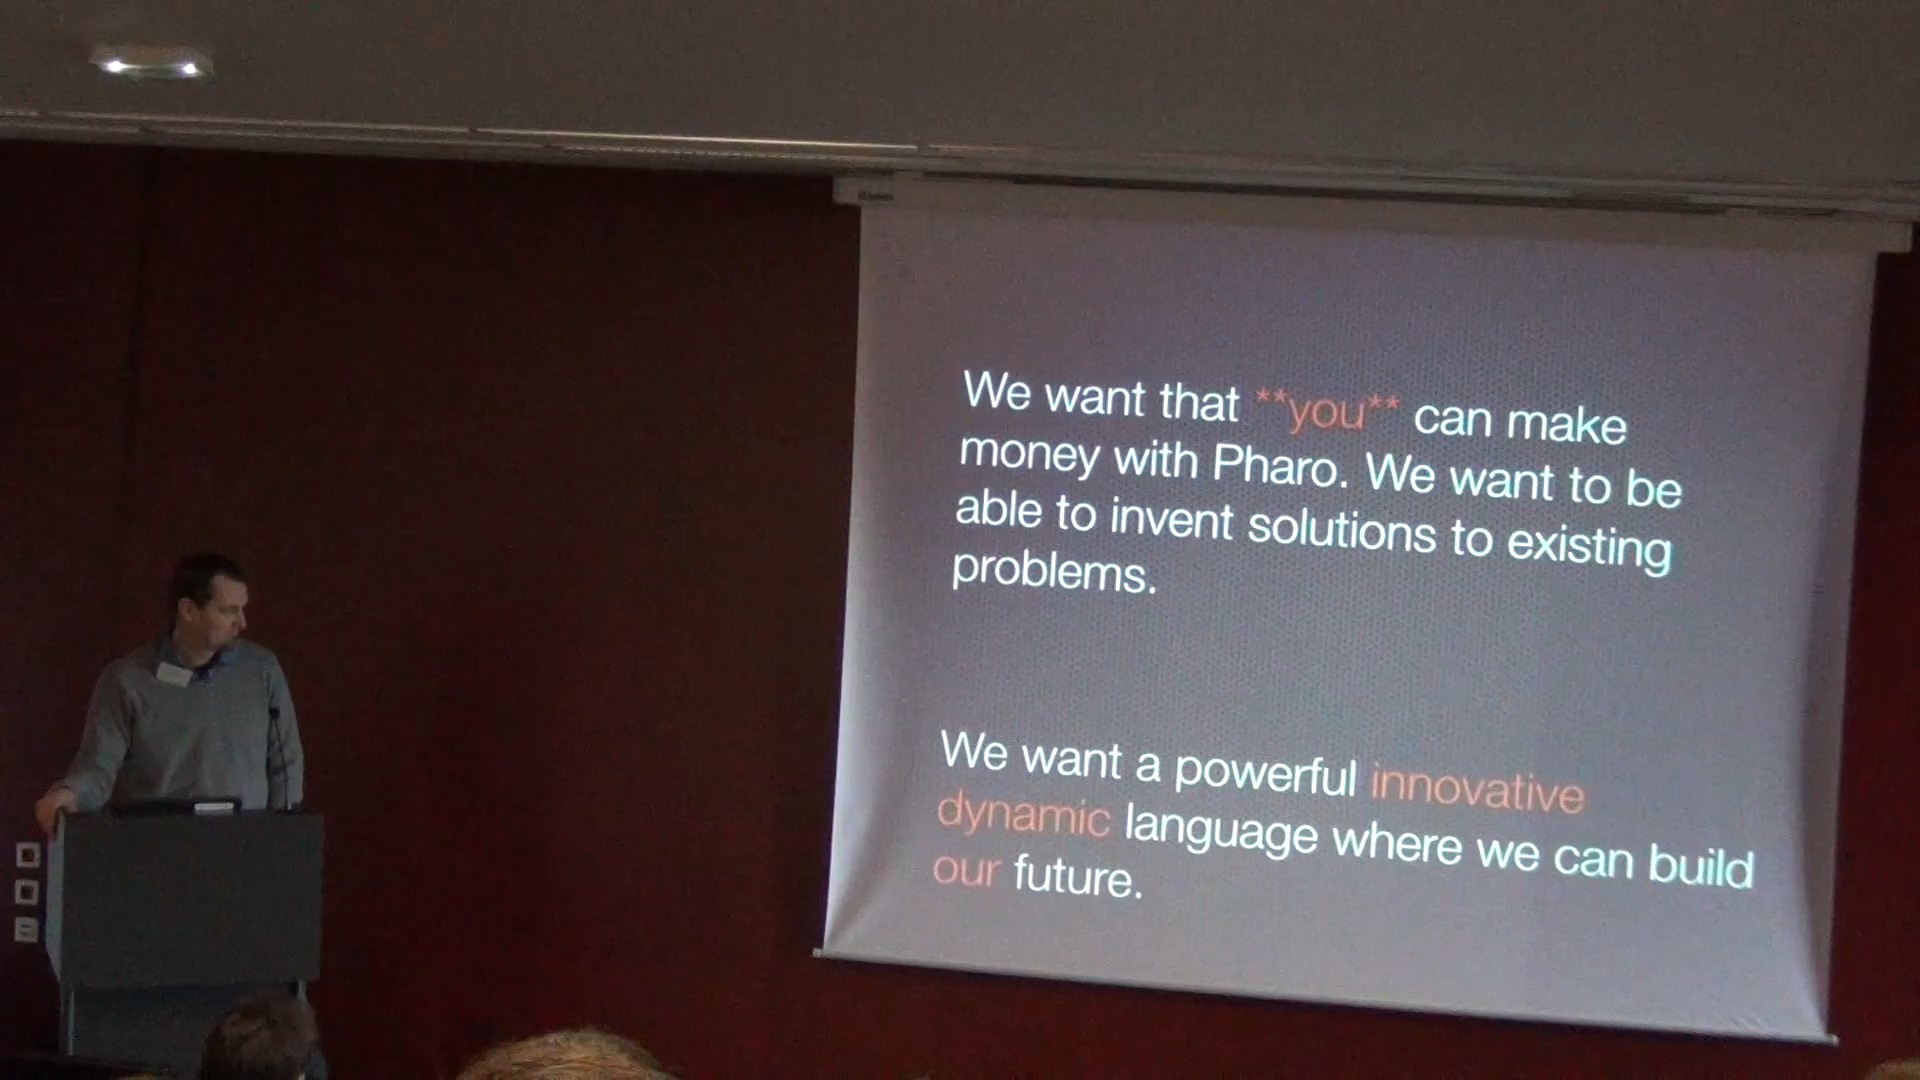 We want that **you** can make
money with Pharo. We want to be
able to invent solutions to existing
problems.
We want a powerful innovative
dynamic language where we can build
our future.